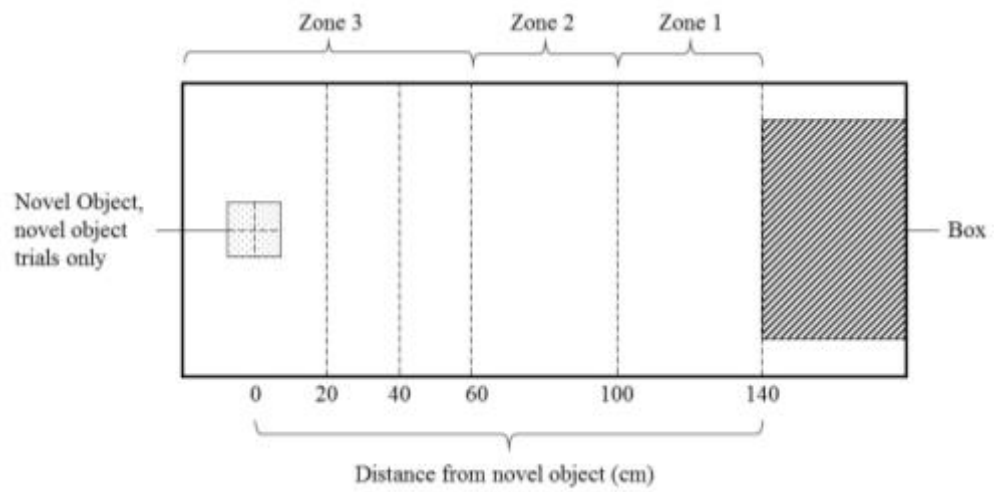 Zone 3
Zone 2
Zone 1
Novel Object,
novel object
trials only
Box
0
20
40
60
100
140
Distance from novel object (cm)